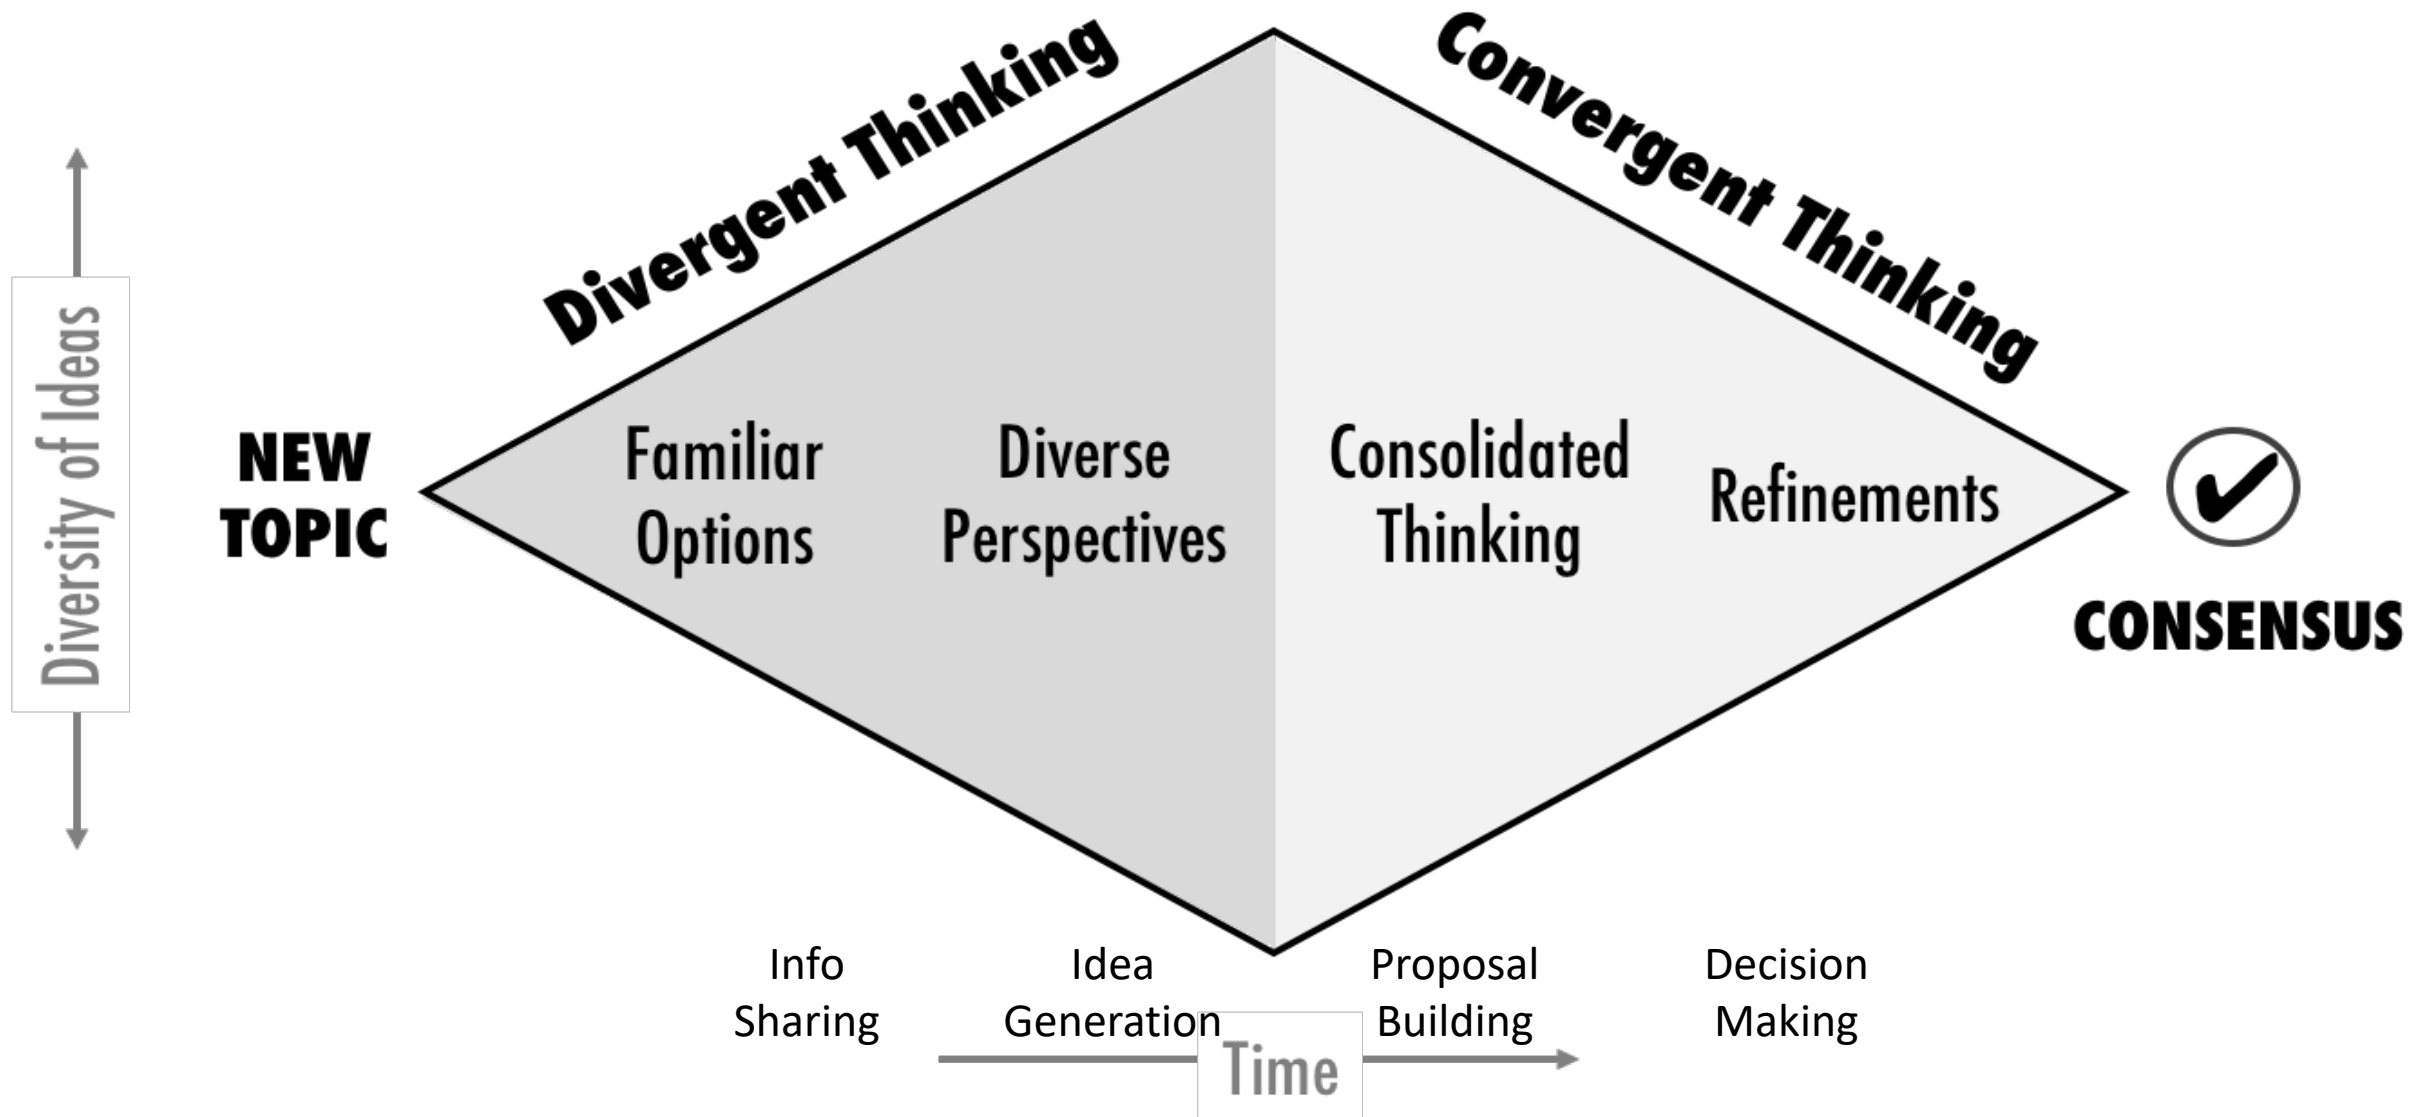 Divergent Thinking
Convergent Thinking
Diversity of Ideas
NEW
TOPIC
Familiar
Options
Diverse
Perspectives
Consolidated
Thinking
Refinements
CONSENSUS
Info
Sharing
Idea
Generation
Proposal
Building
Decision
Making
Time